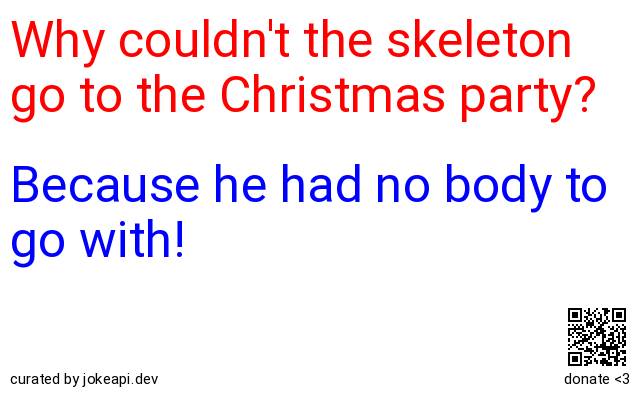 Why couldn't the skeleton
go to the Christmas party?
Because he had no body to
go with!
curated by jokeapi.dev
donate <3